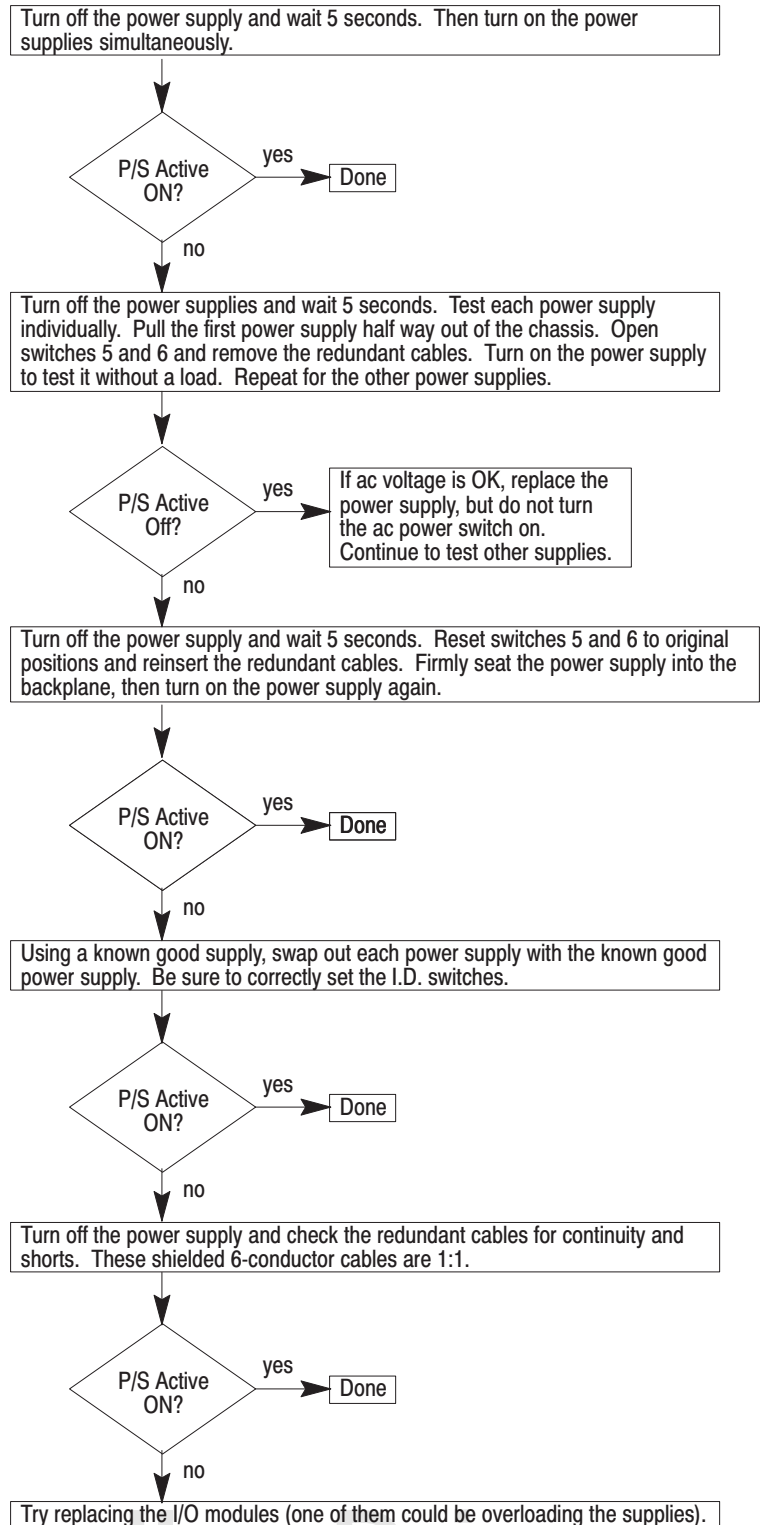 Turn off the power supply and wait 5 seconds. Then turn on the power
supplies simultaneously.
P/S Active
ON?
yes
Done
no
Turn off the power supplies and wait 5 seconds. Test each power supply
individually. Pull the first power supply half way out of the chassis. Open
switches 5 and 6 and remove the redundant cables. Turn on the power supply
to test it without a load. Repeat for the other power supplies.
P/S Active
Off?
yes
If ac voltage is OK, replace the
power supply, but do not turn
the ac power switch on.
Continue to test other supplies.
no
Turn off the power supply and wait 5 seconds. Reset switches 5 and 6 to original
positions and reinsert the redundant cables. Firmly seat the power supply into the
backplane, then turn on the power supply again.
P/S Active
ON?
yes
Done
no
Using a known good supply, swap out each power supply with the known good
power supply. Be sure to correctly set the I.D. switches.
P/S Active
ON?
yes
Done
no
Turn off the power supply and check the redundant cables for continuity and
shorts. These shielded 6-conductor cables are 1:1.
P/S Active
ON?
yes
Done
no
Try replacing the I/O modules (one of them could be overloading the supplies).